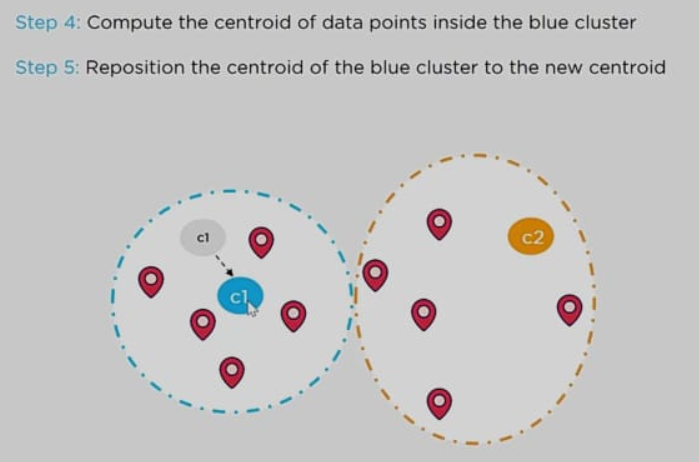 Step 4: Compute the centroid of data points inside the blue cluster
Step 5: Reposition the centroid of the blue cluster to the new centroid
c1
c2
c1